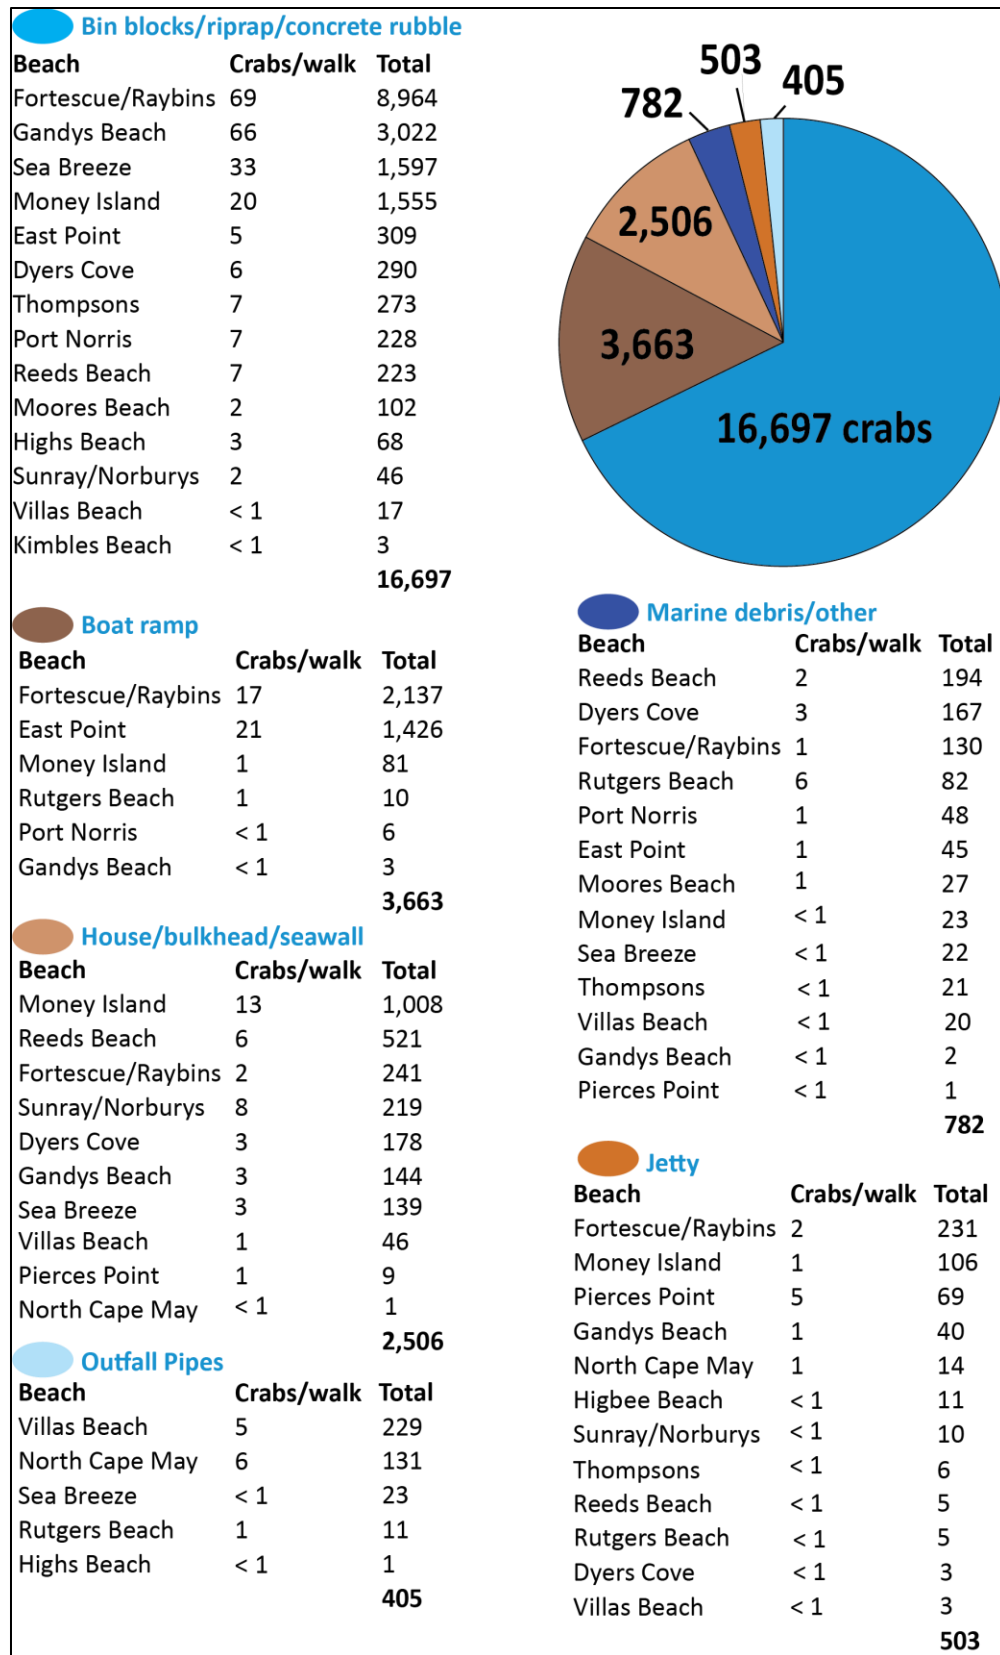 Bin blocks/riprap/concrete rubble
Beach Crabs/walk Total
Fortescue/Raybins 69 8,964
Gandys Beach 66 3,022
Sea Breeze 33 1,597
Money Island 20 1,555
East Point 5 309
Dyers Cove 6 290
Thompsons 7 273
Port Norris 7 228
Reeds Beach 7 223
Moores Beach 2 102
Highs Beach 3 68
Sunray/Norburys 2 46
Villas Beach < 1 17
Kimbles Beach < 1 3
16,697
503
405
782
2,506
3,663
16,697 crabs
Boat ramp
Beach Crabs/walk Total
Fortescue/Raybins 17 2,137
East Point 21 1,426
Money Island 1 81
Rutgers Beach 1 10
Port Norris < 1 6
Gandys Beach < 1 3
3,663
House/bulkhead/seawall
Beach Crabs/walk Total
Money Island 13 1,008
Reeds Beach 6 521
Fortescue/Raybins 2 241
Sunray/Norburys 8 219
Dyers Cove 3 178
Gandys Beach 3 144
Sea Breeze 3 139
Villas Beach 1 46
Pierces Point 1 9
North Cape May < 1 1
2,506
Outfall Pipes
Beach Crabs/walk Total
Villas Beach 5 229
North Cape May 6 131
Sea Breeze < 1 23
Rutgers Beach 1 11
Highs Beach < 1 1
405
Marine debris/other
Beach Crabs/walk Total
Reeds Beach 2 194
Dyers Cove 3 167
Fortescue/Raybins 1 130
Rutgers Beach 6 82
Port Norris 1 48
East Point 1 45
Moores Beach 1 27
Money Island < 1 23
Sea Breeze < 1 22
Thompsons < 1 21
Villas Beach < 1 20
Gandys Beach < 1 2
Pierces Point < 1 1
782
Jetty
Beach Crabs/walk Total
Fortescue/Raybins 2 231
Money Island 1 106
Pierces Point 5 69
Gandys Beach 1 40
North Cape May 1 14
Higbee Beach < 1 11
Sunray/Norburys < 1 10
Thompsons < 1 6
Reeds Beach < 1 5
Rutgers Beach < 1 5
Dyers Cove < 1 3
Villas Beach < 1 3
503